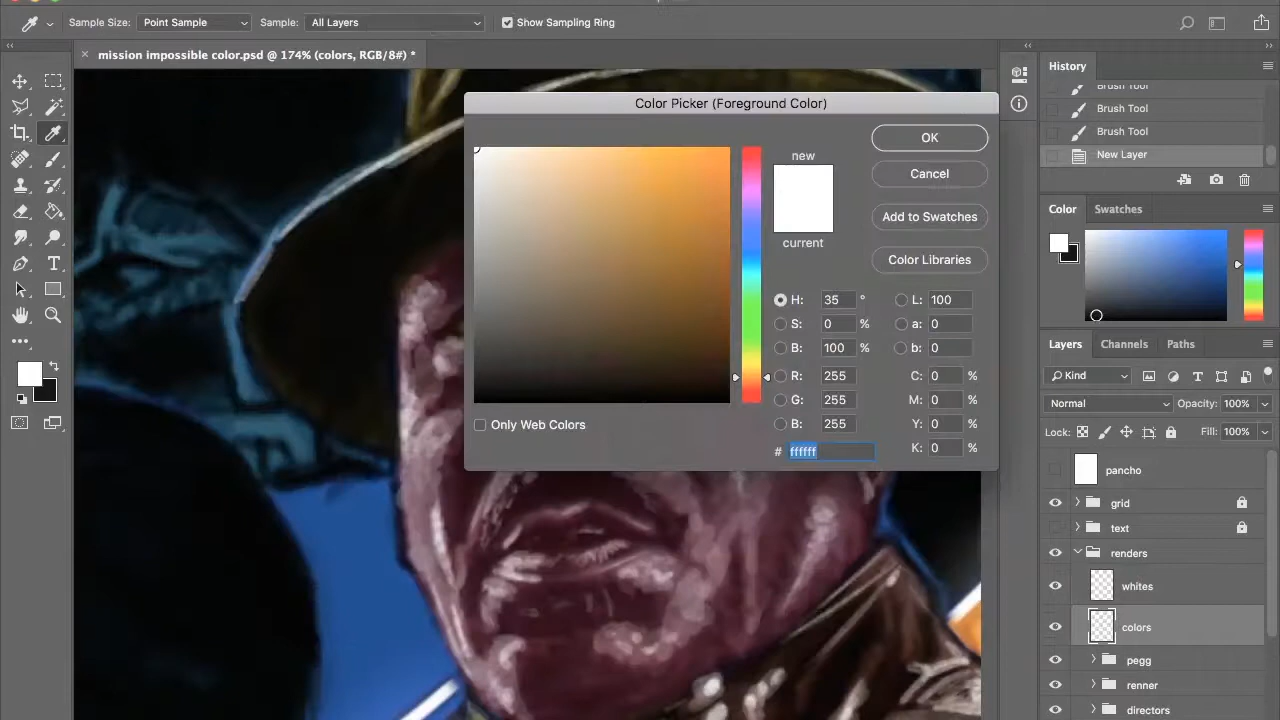 Sample Size: Point Sample Sample: All Layers Show Sampling Ring
mission impossible color.psd @ 174% (colors, RGB/8#) *
Color Picker (Foreground Color)
new
current
OK
Cancel
Add to Swatches
Color Libraries
H: 35 °
S: 0 %
B: 100 %
R: 255
G: 255
B: 255
L: 100
a: 0
b: 0
C: 0 %
M: 0 %
Y: 0 %
K: 0 %
# ffffff
Only Web Colors
History
Brush Tool
Brush Tool
Brush Tool
New Layer
Color Swatches
Layers Channels Paths
Kind
Normal Opacity: 100%
Lock: Fill: 100%
pancho
grid
text
renders
whites
colors
pegg
renner
directors